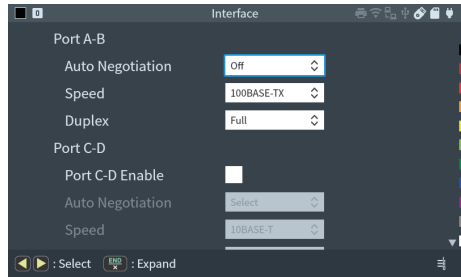 0 Interface
Port A-B
Auto Negotiation Off
Speed 100BASE-TX
Duplex Full
Port C-D
Port C-D Enable
Auto Negotiation Select
Speed 10BASE-T
: Select END × : Expand